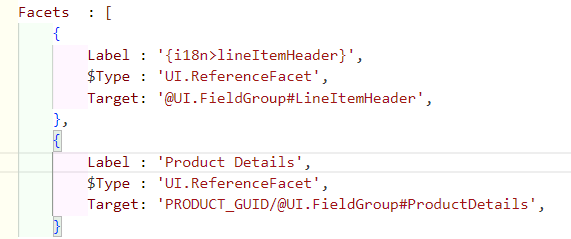 Facets  : [
    {
        Label : '{i18n>lineItemHeader}',
        $Type : 'UI.ReferenceFacet',
        Target: '@UI.FieldGroup#LineItemHeader',
    },
    {
        Label : 'Product Details',
        $Type : 'UI.ReferenceFacet',
        Target: 'PRODUCT_GUID/@UI.FieldGroup#ProductDetails',
    }